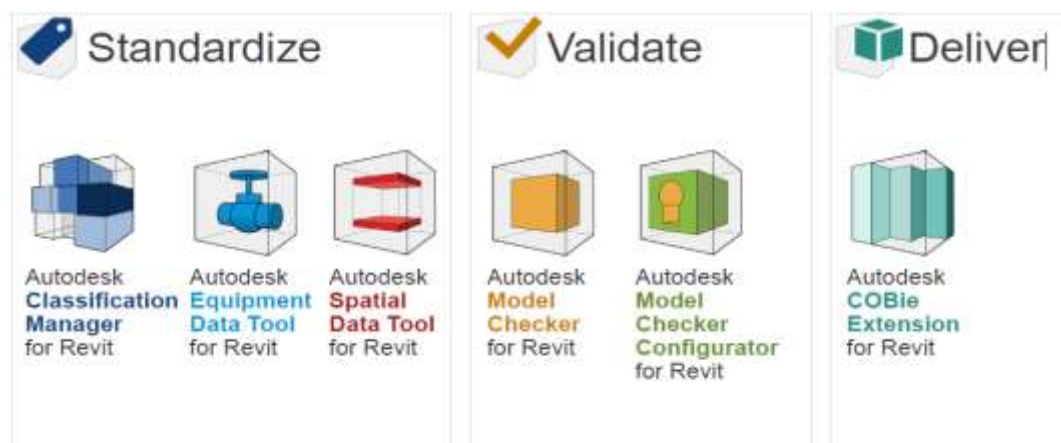 Standardize
Autodesk
Classification
Manager
for Revit
Autodesk
Equipment
Data Tool
for Revit
Autodesk
Spatial
Data Tool
for Revit
Validate
Autodesk
Model
Checker
for Revit
Autodesk
Model
Checker
Configurator
for Revit
Deliver
Autodesk
COBie
Extension
for Revit